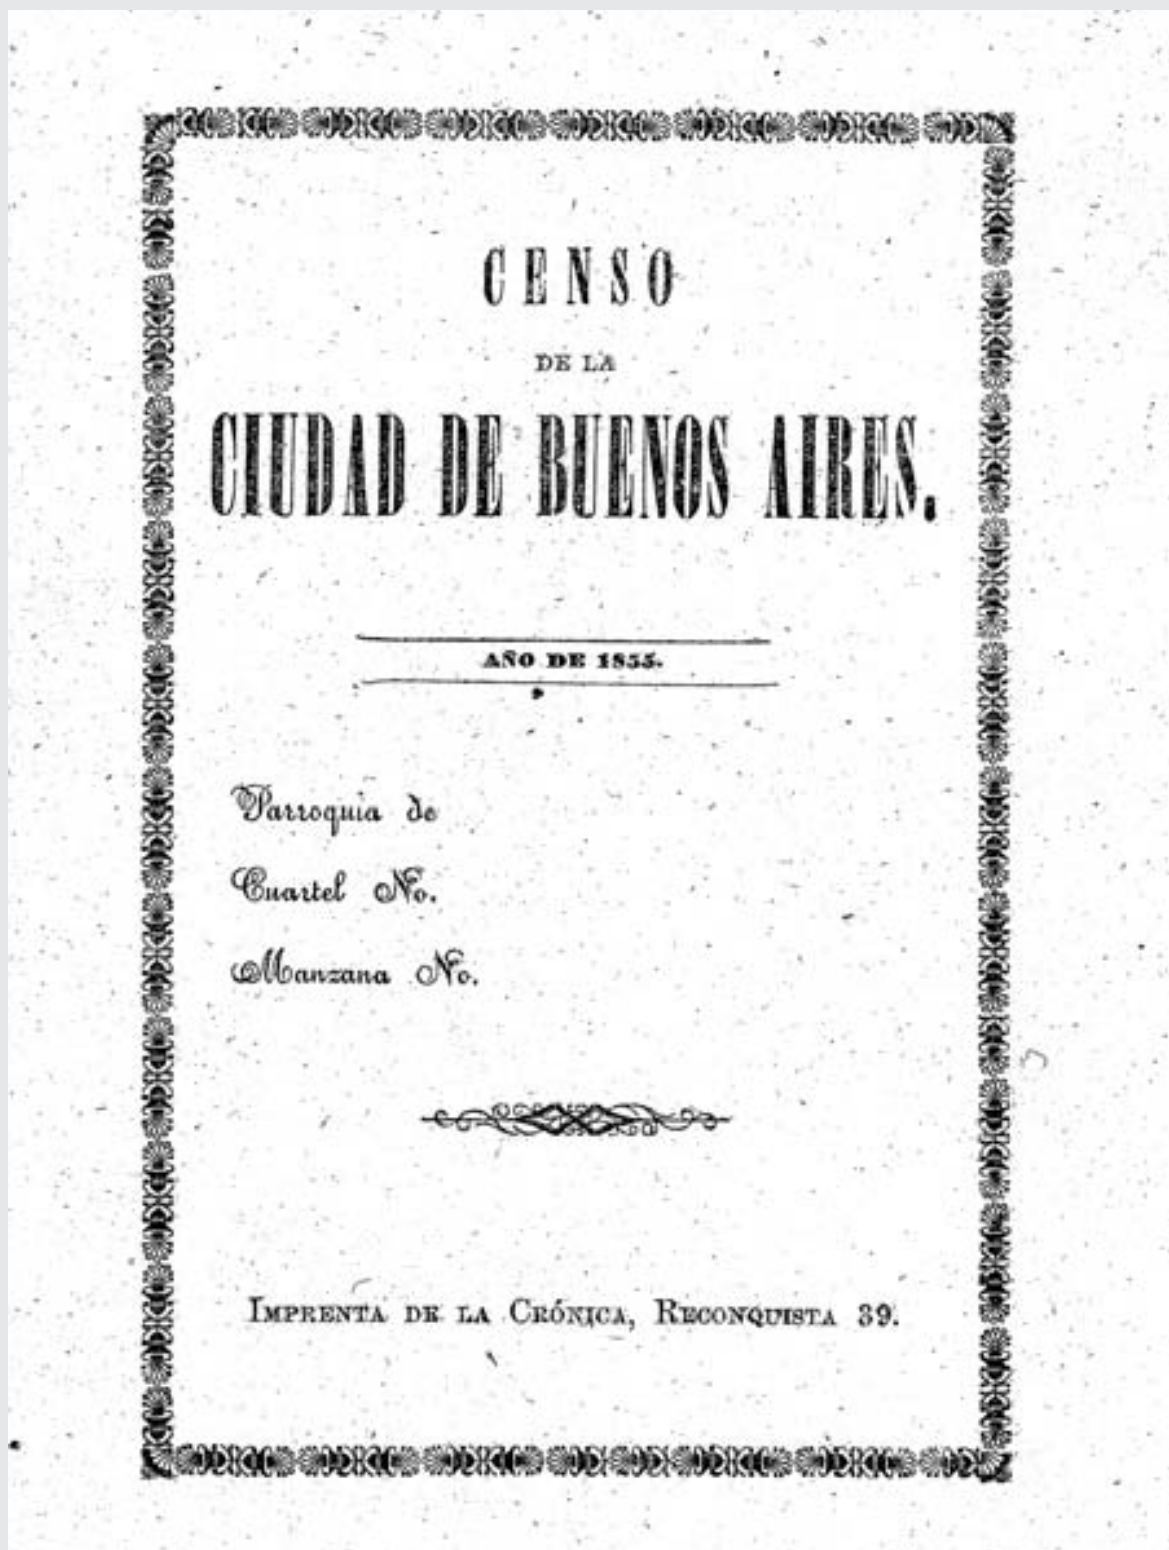 CENSO
DE LA
CIUDAD DE BUENOS AIRES.
AÑO DE 1855.
Parroquia de
Cuartel No.
Manzana No.
IMPRENTA DE LA CRÓNICA, RECONQUISTA 39.